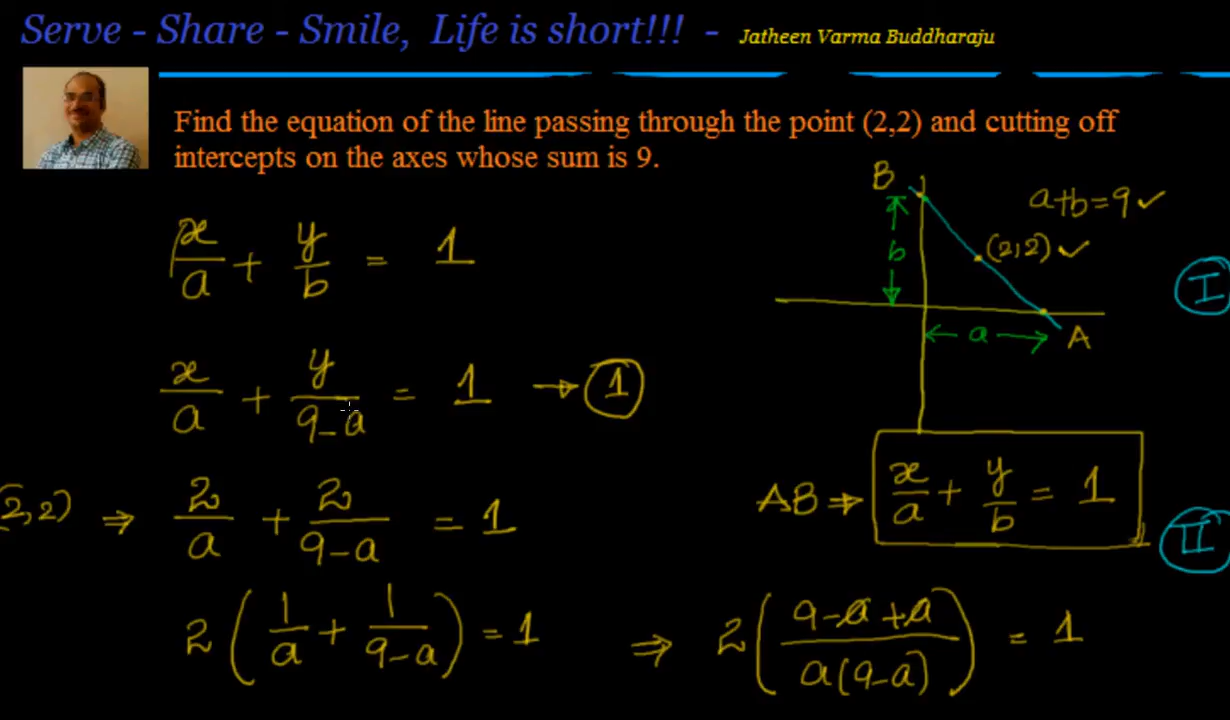 Serve - Share - Smile, Life is short!!! - Jatheen Varma Buddharaju
Find the equation of the line passing through the point (2,2) and cutting off
intercepts on the axes whose sum is 9.
x/a + y/b = 1
x/a + y/(9-a) = 1 → ①
(2,2) ⇒ 2/a + 2/(9-a) = 1
2(1/a + 1/(9-a)) = 1 ⇒ 2((9-a+a)/(a(9-a))) = 1
B
a+b=9 ✓
b
(2,2) ✓
← a →
A
I
AB ⇒ x/a + y/b = 1
II